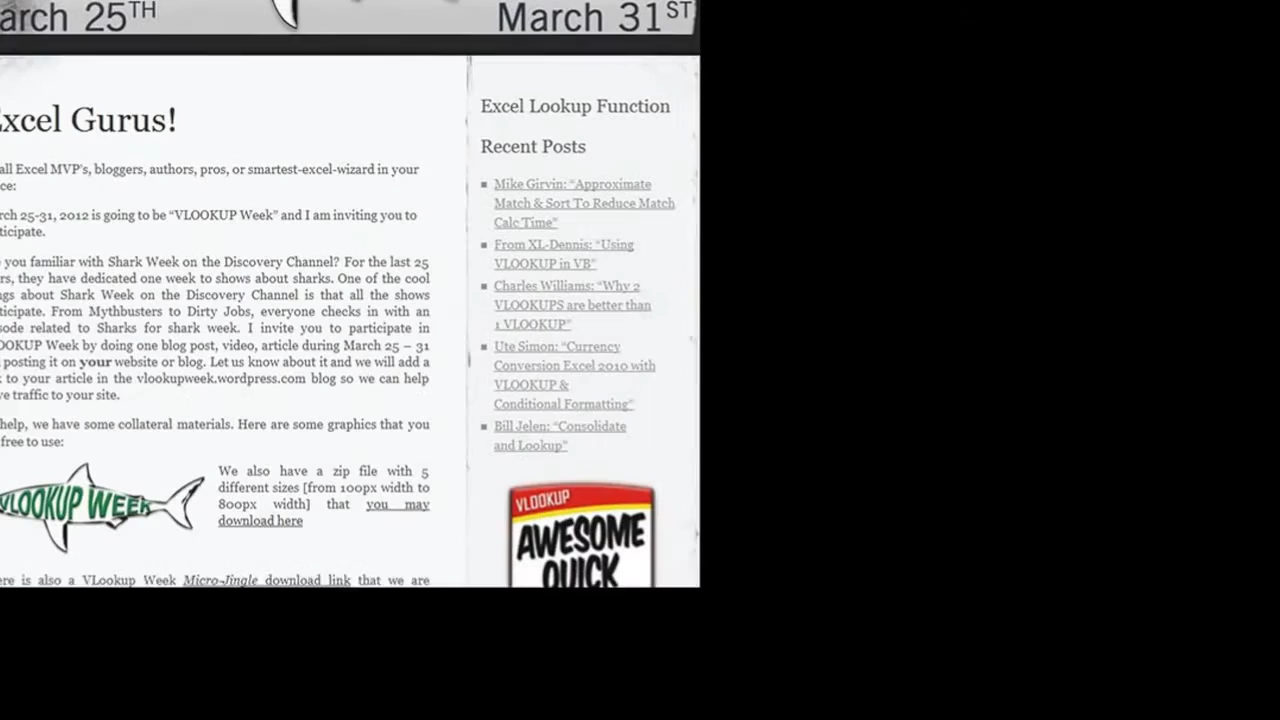 arch 25TH
March 31ST
xcel Gurus!
all Excel MVP's, bloggers, authors, pros, or smartest-excel-wizard in your
ce:
rch 25-31, 2012 is going to be “VLOOKUP Week” and I am inviting you to
ticipate.
you familiar with Shark Week on the Discovery Channel? For the last 25
rs, they have dedicated one week to shows about sharks. One of the cool
ngs about Shark Week on the Discovery Channel is that all the shows
ticipate. From Mythbusters to Dirty Jobs, everyone checks in with an
sode related to Sharks for shark week. I invite you to participate in
OOKUP Week by doing one blog post, video, article during March 25 – 31
posting it on your website or blog. Let us know about it and we will add a
k to your article in the vlookupweek.wordpress.com blog so we can help
ve traffic to your site.
help, we have some collateral materials. Here are some graphics that you
free to use:
VLOOKUP WEEK
We also have a zip file with 5
different sizes [from 100px width to
800px width] that you may
download here
ere is also a VLookup Week Micro-Jingle download link that we are
Excel Lookup Function
Recent Posts
Mike Girvin: “Approximate
Match & Sort To Reduce Match
Calc Time”
From XL-Dennis: “Using
VLOOKUP in VB”
Charles Williams: “Why 2
VLOOKUPS are better than
1 VLOOKUP”
Ute Simon: “Currency
Conversion Excel 2010 with
VLOOKUP &
Conditional Formatting”
Bill Jelen: “Consolidate
and Lookup”
VLOOKUP
AWESOME
QUICK